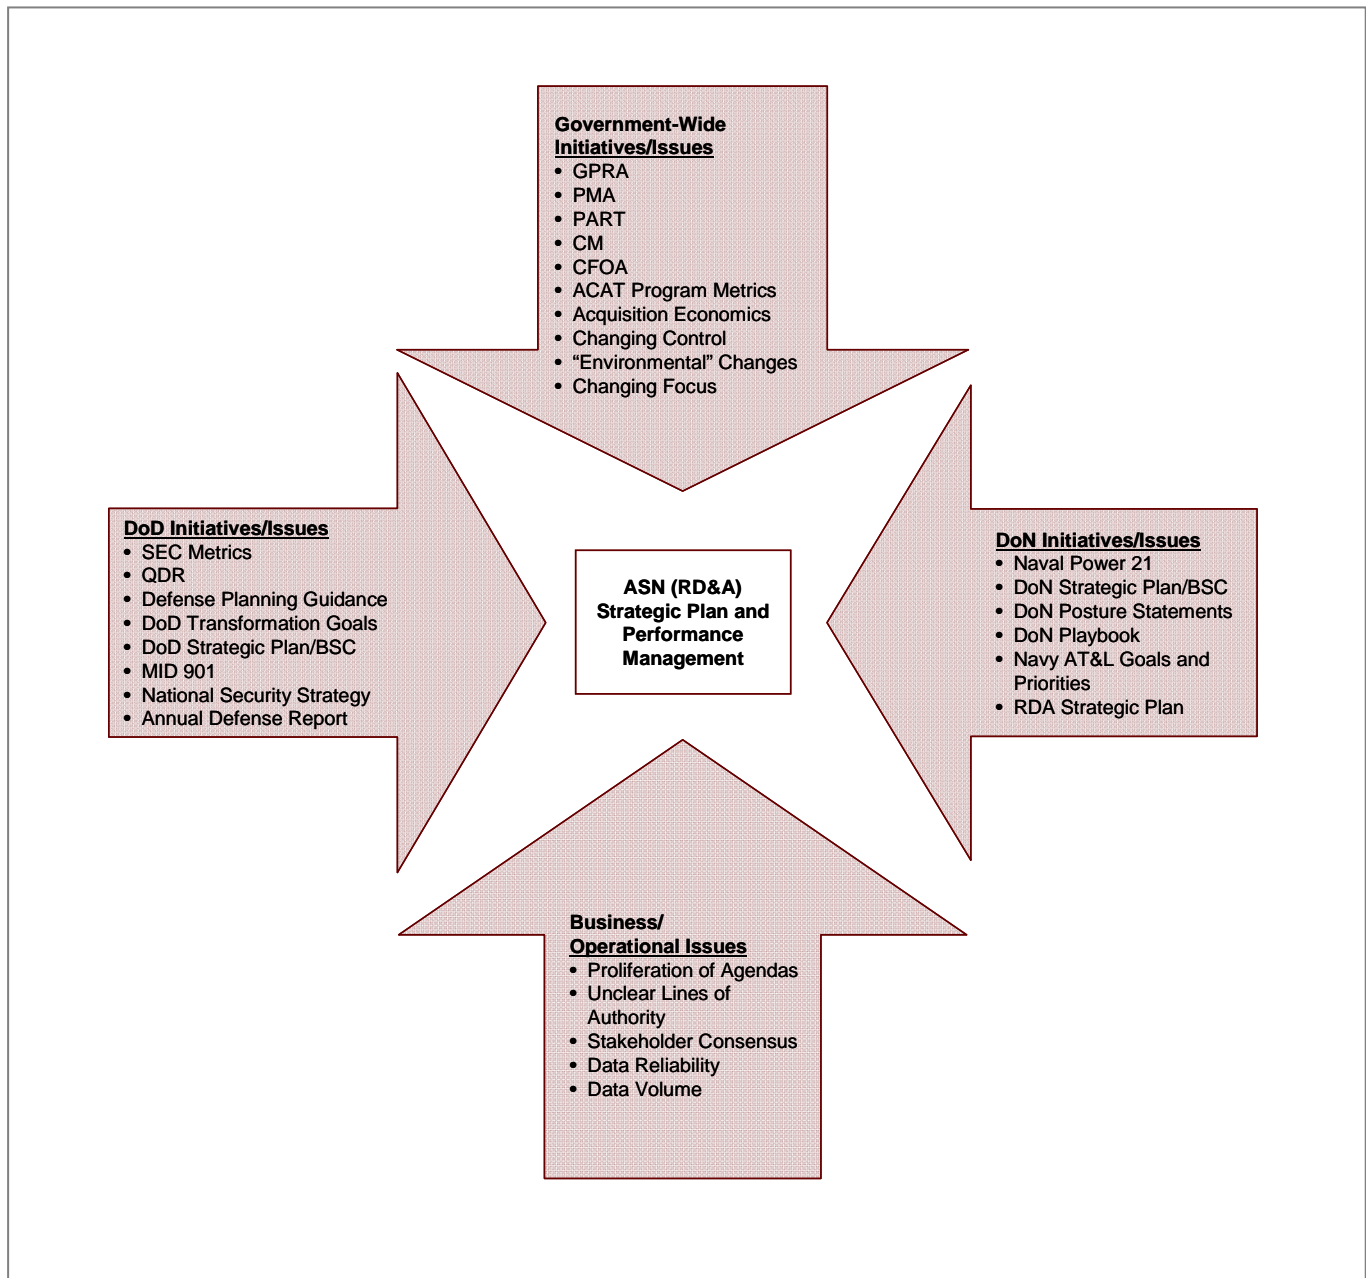 Government-Wide
Initiatives/Issues
• GPRA
• PMA
• PART
• CM
• CFOA
• ACAT Program Metrics
• Acquisition Economics
• Changing Control
• “Environmental” Changes
• Changing Focus
DoD Initiatives/Issues
• SEC Metrics
• QDR
• Defense Planning Guidance
• DoD Transformation Goals
• DoD Strategic Plan/BSC
• MID 901
• National Security Strategy
• Annual Defense Report
ASN (RD&A)
Strategic Plan and
Performance
Management
DoN Initiatives/Issues
• Naval Power 21
• DoN Strategic Plan/BSC
• DoN Posture Statements
• DoN Playbook
• Navy AT&L Goals and
Priorities
• RDA Strategic Plan
Business/
Operational Issues
• Proliferation of Agendas
• Unclear Lines of
Authority
• Stakeholder Consensus
• Data Reliability
• Data Volume